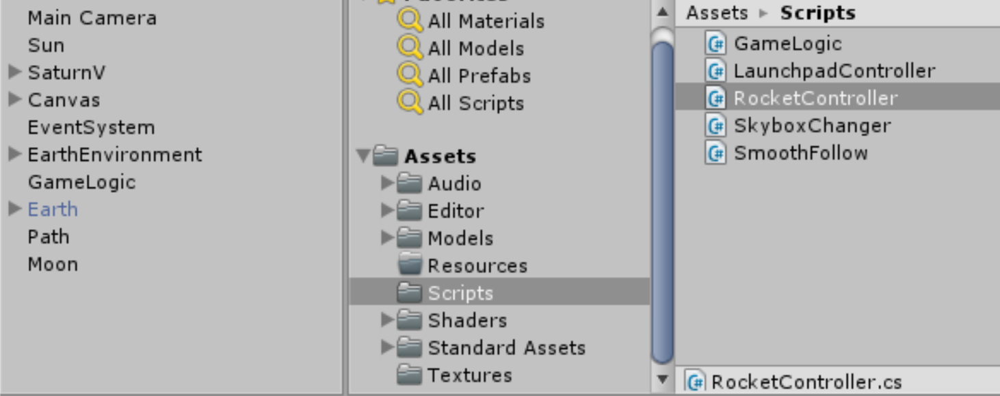 Main Camera
Sun
SaturnV
Canvas
EventSystem
EarthEnvironment
GameLogic
Earth
Path
Moon
Favorites
All Materials
All Models
All Prefabs
All Scripts
Assets
Audio
Editor
Models
Resources
Scripts
Shaders
Standard Assets
Textures
Assets ▸ Scripts
GameLogic
LaunchpadController
RocketController
SkyboxChanger
SmoothFollow
RocketController.cs